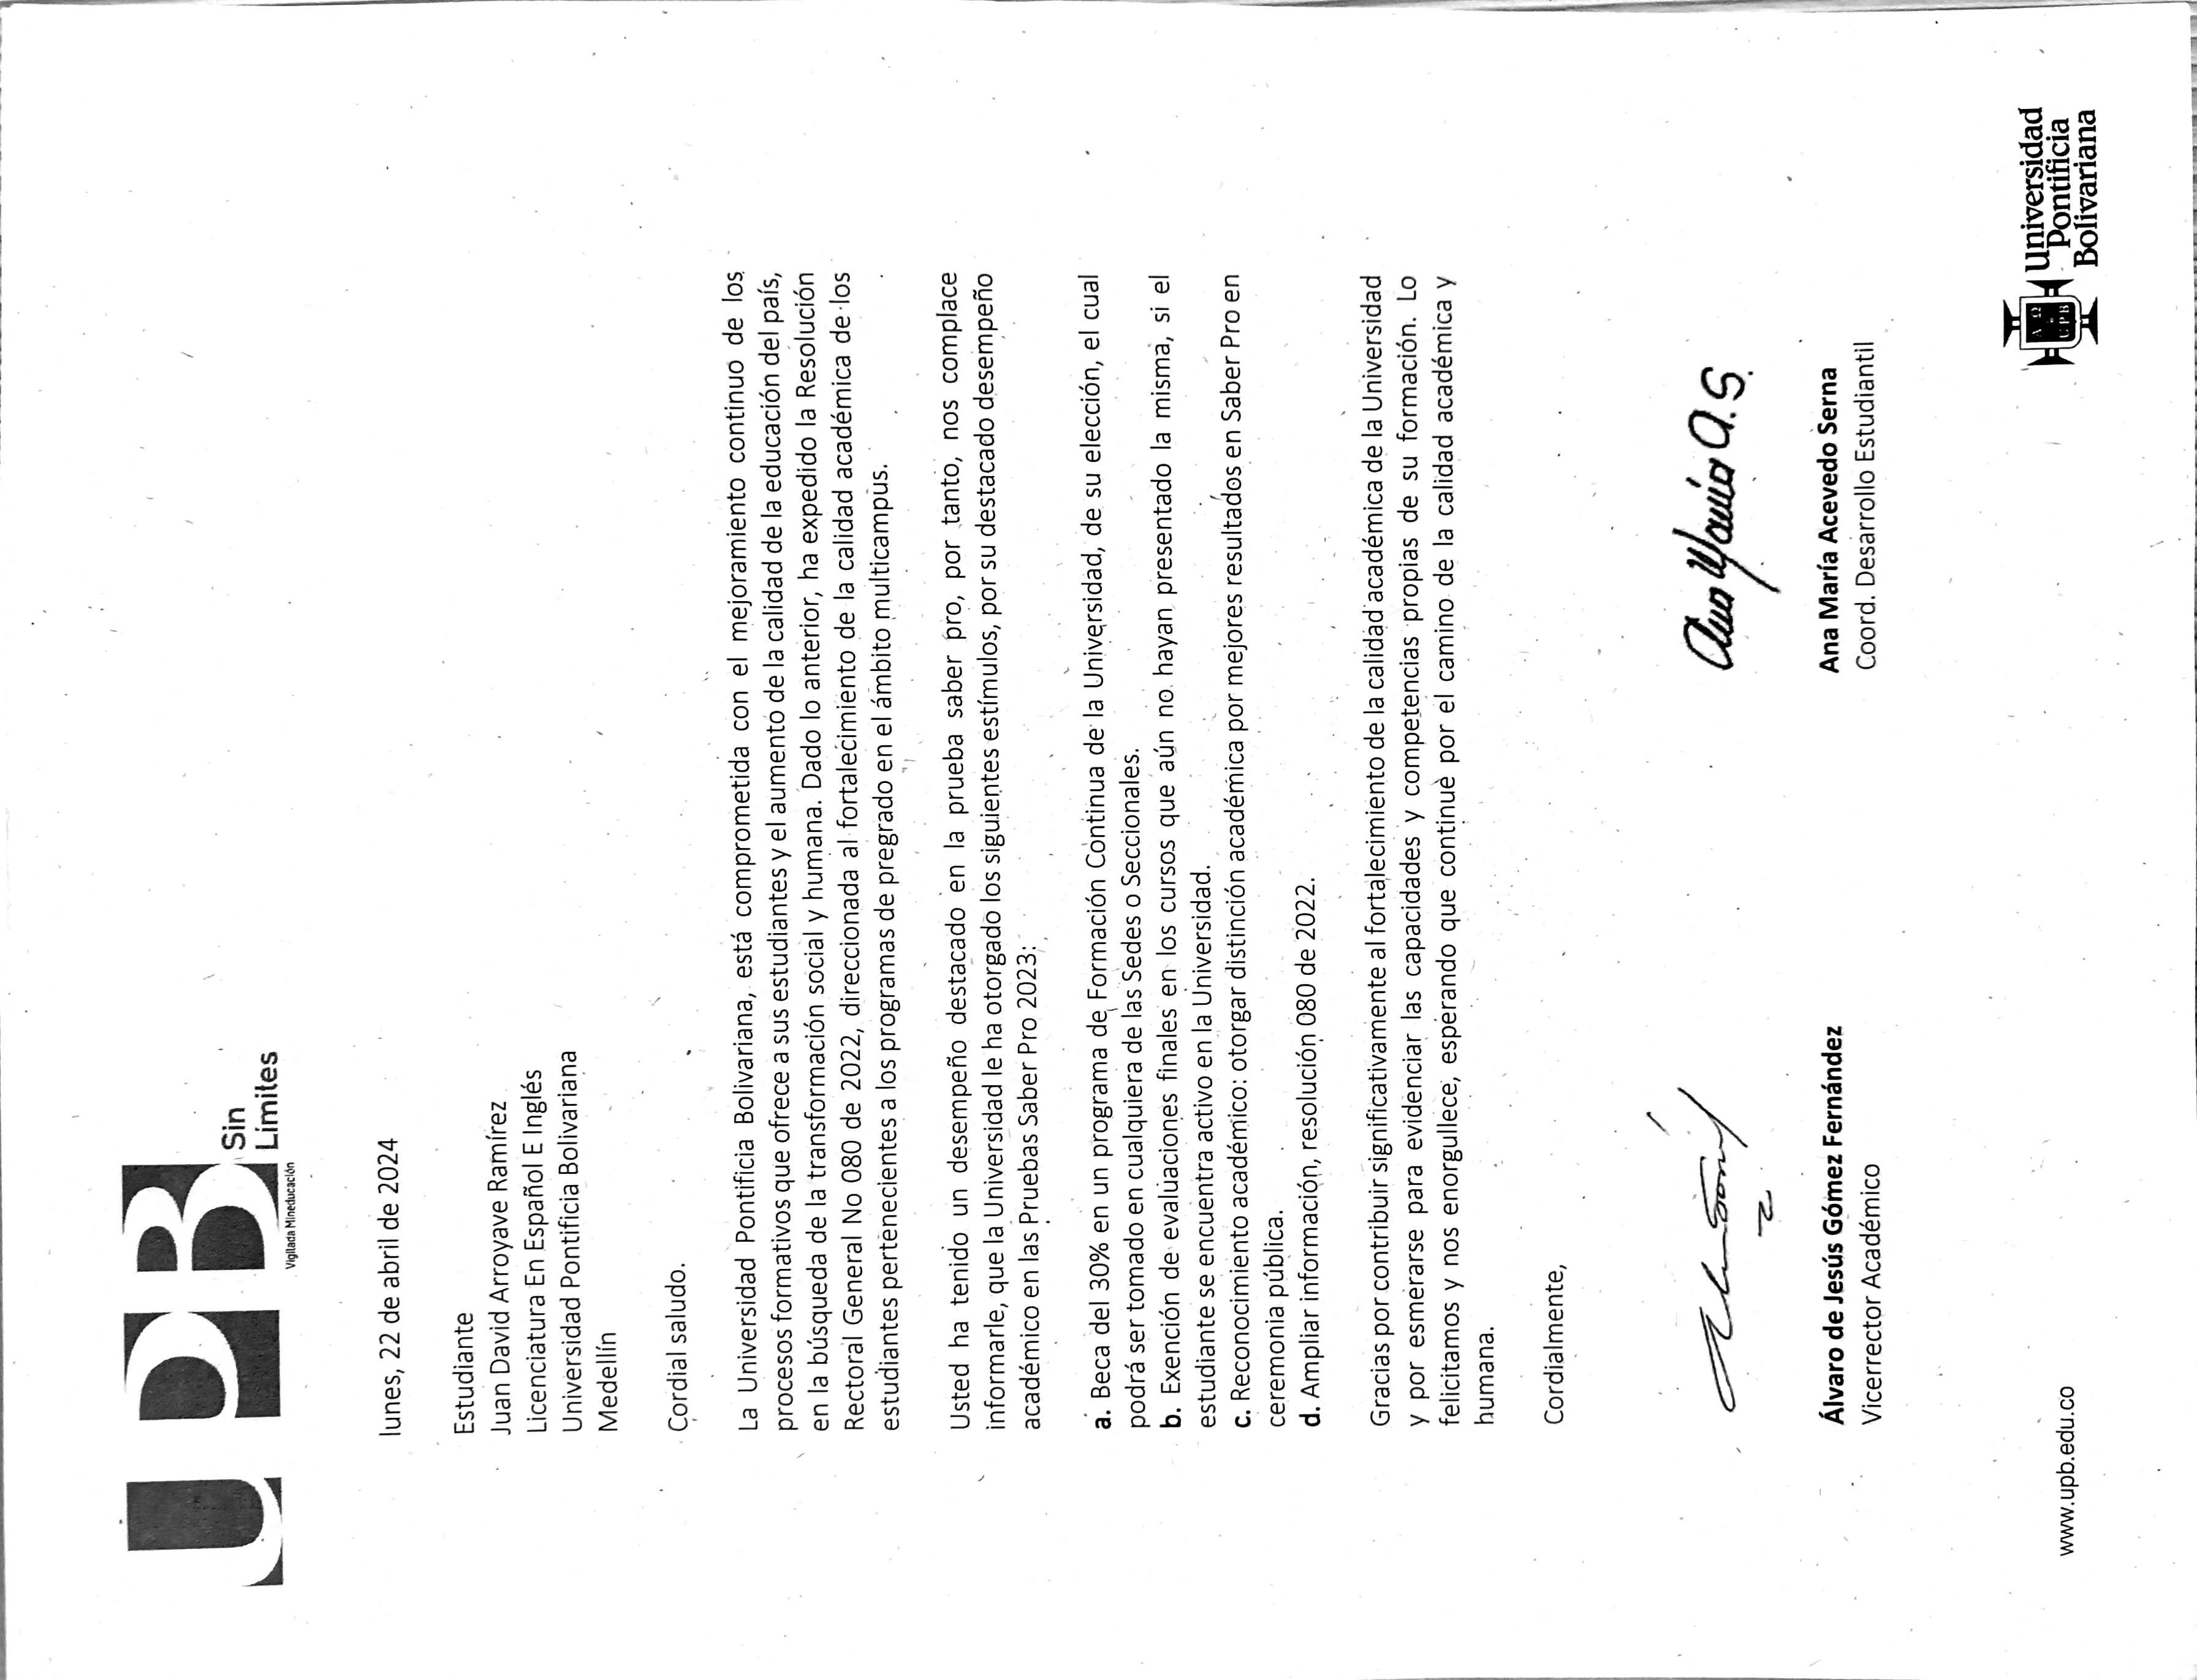 UPB
Sin
Límites
Vigilada Mineducación
lunes, 22 de abril de 2024
Estudiante
Juan David Arroyave Ramírez
Licenciatura En Español E Inglés
Universidad Pontificia Bolivariana
Medellín
Cordial saludo.
La Universidad Pontificia Bolivariana, está comprometida con el mejoramiento continuo de los
procesos formativos que ofrece a sus estudiantes y el aumento de la calidad de la educación del país,
en la búsqueda de la transformación social y humana. Dado lo anterior, ha expedido la Resolución
Rectoral General No 080 de 2022, direccionada al fortalecimiento de la calidad académica de los
estudiantes pertenecientes a los programas de pregrado en el ámbito multicampus.
Usted ha tenido un desempeño destacado en la prueba saber pro, por tanto, nos complace
informarle, que la Universidad le ha otorgado los siguientes estímulos, por su destacado desempeño
académico en las Pruebas Saber Pro 2023:
a. Beca del 30% en un programa de Formación Continua de la Universidad, de su elección, el cual
podrá ser tomado en cualquiera de las Sedes o Seccionales.
b. Exención de evaluaciones finales en los cursos que aún no hayan presentado la misma, si el
estudiante se encuentra activo en la Universidad.
c. Reconocimiento académico: otorgar distinción académica por mejores resultados en Saber Pro en
ceremonia pública.
d. Ampliar información, resolución 080 de 2022.
Gracias por contribuir significativamente al fortalecimiento de la calidad académica de la Universidad
y por esmerarse para evidenciar las capacidades y competencias propias de su formación. Lo
felicitamos y nos enorgullece, esperando que continue por el camino de la calidad académica y
humana.
Cordialmente,
Ana María A. S.
Álvaro de Jesús Gómez Fernández
Vicerrector Académico
Ana María Acevedo Serna
Coord. Desarrollo Estudiantil
www.upb.edu.co
Α Ω
UPB
Universidad
Pontificia
Bolivariana